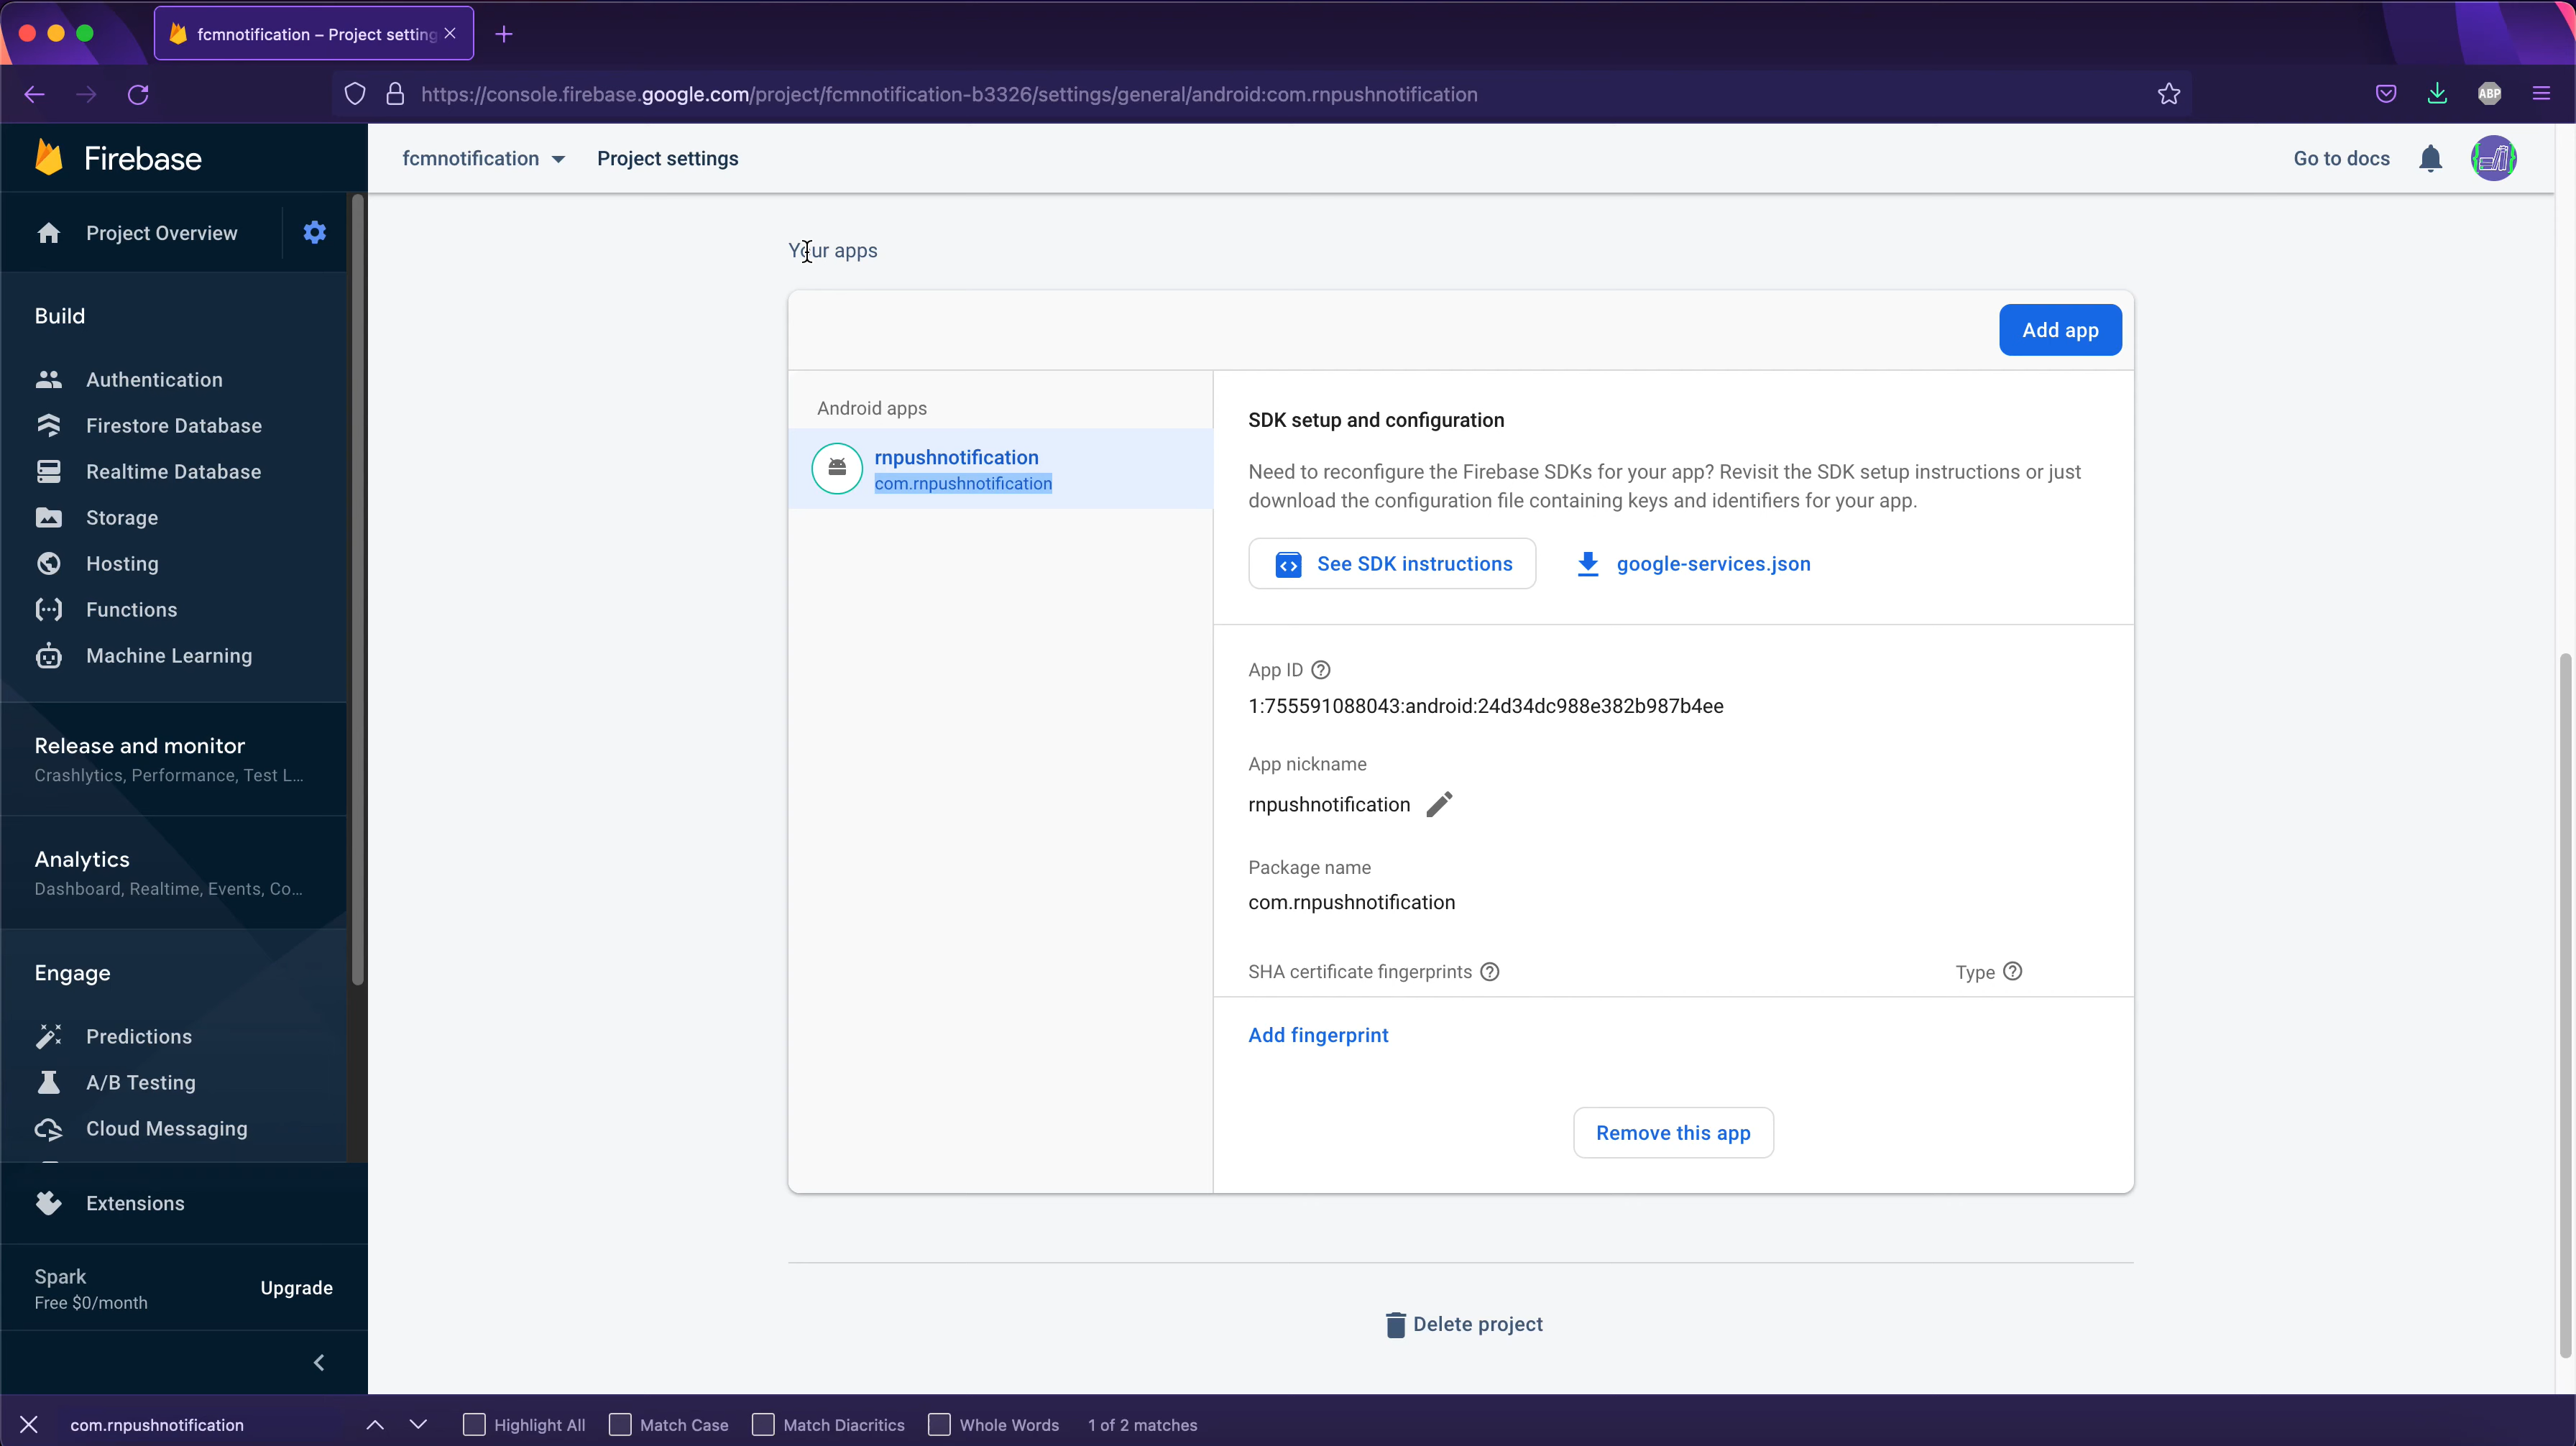 fcmnotification – Project setting
https://console.firebase.google.com/project/fcmnotification-b3326/settings/general/android:com.rnpushnotification
ABP
Firebase
fcmnotification
Project settings
Go to docs
Project Overview
Build
Authentication
Firestore Database
Realtime Database
Storage
Hosting
Functions
Machine Learning
Release and monitor
Crashlytics, Performance, Test L...
Analytics
Dashboard, Realtime, Events, Co...
Engage
Predictions
A/B Testing
Cloud Messaging
Extensions
Spark
Free $0/month
Upgrade
Your apps
Add app
Android apps
rnpushnotification
com.rnpushnotification
SDK setup and configuration
Need to reconfigure the Firebase SDKs for your app? Revisit the SDK setup instructions or just
download the configuration file containing keys and identifiers for your app.
See SDK instructions
google-services.json
App ID
1:755591088043:android:24d34dc988e382b987b4ee
App nickname
rnpushnotification
Package name
com.rnpushnotification
SHA certificate fingerprints
Type
Add fingerprint
Remove this app
Delete project
com.rnpushnotification
Highlight All
Match Case
Match Diacritics
Whole Words
1 of 2 matches